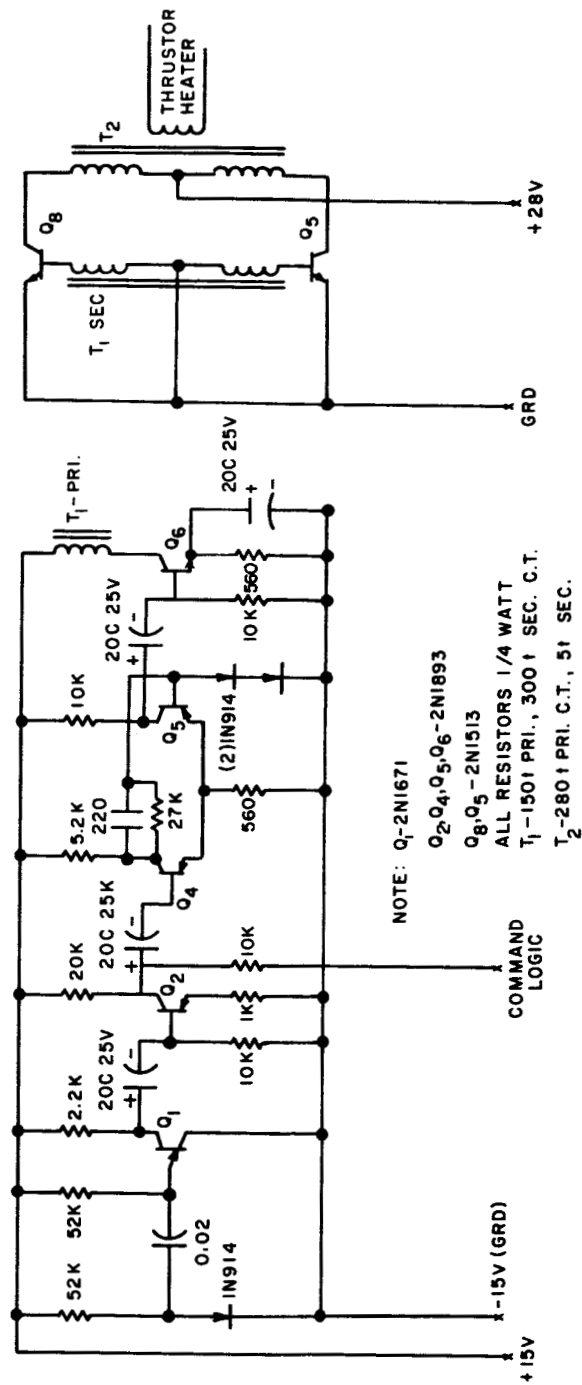 52K
52K
2.2K
20K
5.2K
10K
T1-PRI.
220
27K
20C 25V
+ -
20C 25K
+ -
20C 25V
+ -
Q1
Q2
Q4
Q5
Q6
0.02
1N914
10K
1K
10K
560
(2)1N914
10K
560
20C 25V
+
-
+15V
-15V (GRD)
COMMAND
LOGIC
NOTE: Q1-2N1671
Q2,Q4,Q5,Q6-2N1893
Q8,Q5-2N1513
ALL RESISTORS 1/4 WATT
T1-150t PRI., 300t SEC. C.T.
T2-280t PRI. C.T., 5t SEC.
Q8
T1 SEC
Q5
T2
THRUSTOR
HEATER
GRD
+28V